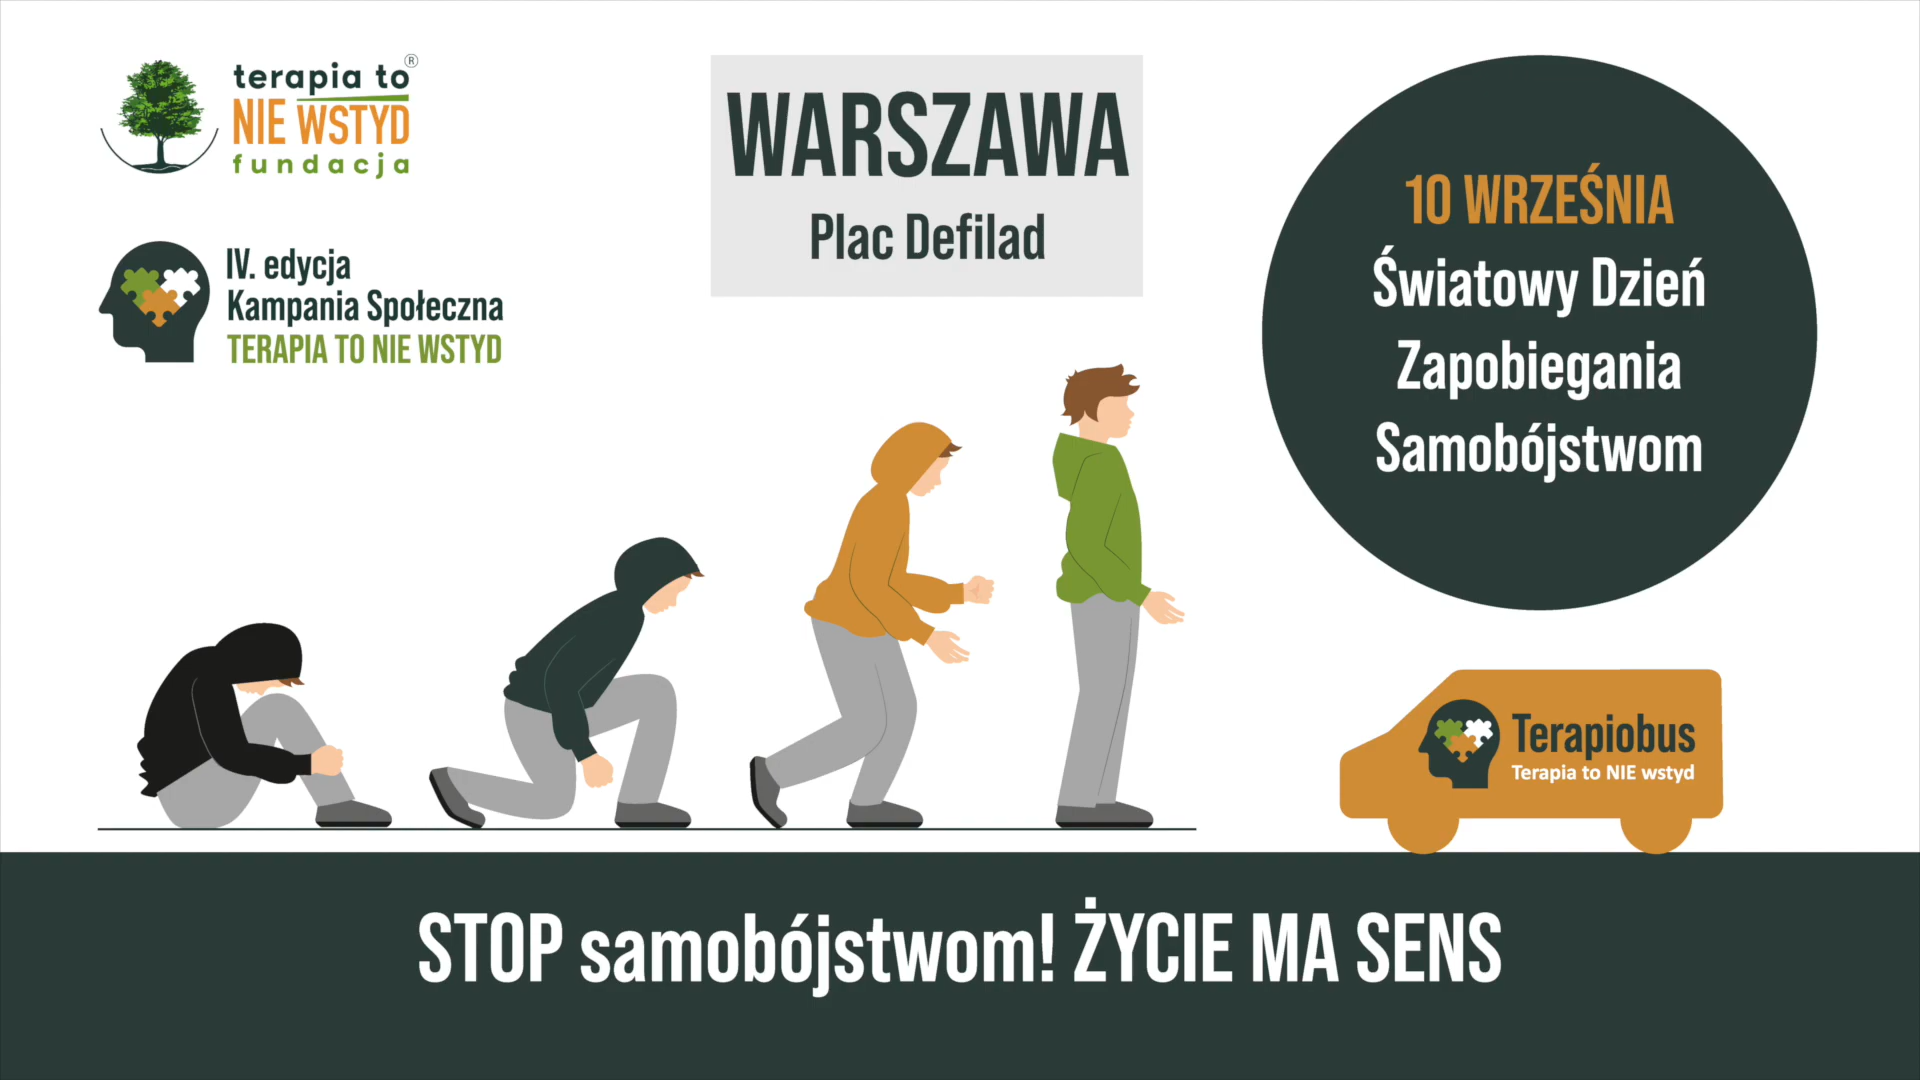 terapia to ®
NIE WSTYD
fundacja
IV. edycja
Kampania Społeczna
TERAPIA TO NIE WSTYD
WARSZAWA
Plac Defilad
10 WRZEŚNIA
Światowy Dzień
Zapobiegania
Samobójstwom
Terapiobus
Terapia to NIE wstyd
STOP samobójstwom! ŻYCIE MA SENS